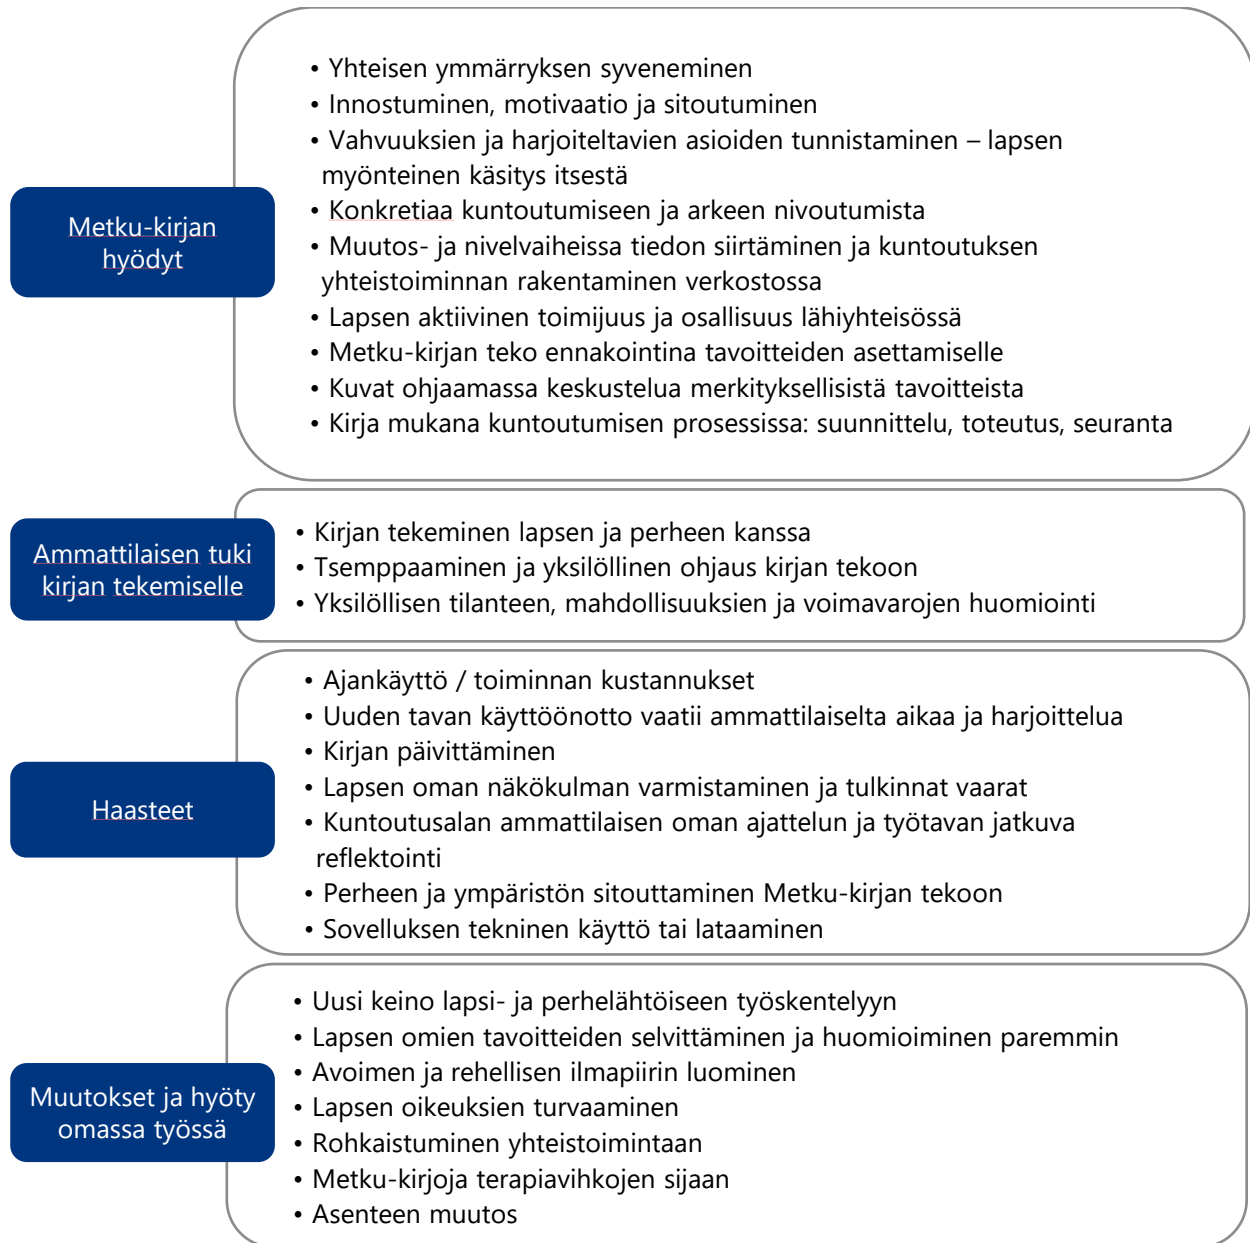 Metku-kirjan
hyödyt
• Yhteisen ymmärryksen syveneminen
• Innostuminen, motivaatio ja sitoutuminen
• Vahvuuksien ja harjoiteltavien asioiden tunnistaminen – lapsen
myönteinen käsitys itsestä
• Konkretiaa kuntoutumiseen ja arkeen nivoutumista
• Muutos- ja nivelvaiheissa tiedon siirtäminen ja kuntoutuksen
yhteistoiminnan rakentaminen verkostossa
• Lapsen aktiivinen toimijuus ja osallisuus lähiyhteisössä
• Metku-kirjan teko ennakointina tavoitteiden asettamiselle
• Kuvat ohjaamassa keskustelua merkityksellisistä tavoitteista
• Kirja mukana kuntoutumisen prosessissa: suunnittelu, toteutus, seuranta
Ammattilaisen tuki
kirjan tekemiselle
• Kirjan tekeminen lapsen ja perheen kanssa
• Tsemppaaminen ja yksilöllinen ohjaus kirjan tekoon
• Yksilöllisen tilanteen, mahdollisuuksien ja voimavarojen huomiointi
Haasteet
• Ajankäyttö / toiminnan kustannukset
• Uuden tavan käyttöönotto vaatii ammattilaiselta aikaa ja harjoittelua
• Kirjan päivittäminen
• Lapsen oman näkökulman varmistaminen ja tulkinnat vaarat
• Kuntoutusalan ammattilaisen oman ajattelun ja työtavan jatkuva
reflektointi
• Perheen ja ympäristön sitouttaminen Metku-kirjan tekoon
• Sovelluksen tekninen käyttö tai lataaminen
Muutokset ja hyöty
omassa työssä
• Uusi keino lapsi- ja perhelähtöiseen työskentelyyn
• Lapsen omien tavoitteiden selvittäminen ja huomioiminen paremmin
• Avoimen ja rehellisen ilmapiirin luominen
• Lapsen oikeuksien turvaaminen
• Rohkaistuminen yhteistoimintaan
• Metku-kirjoja terapiavihkojen sijaan
• Asenteen muutos